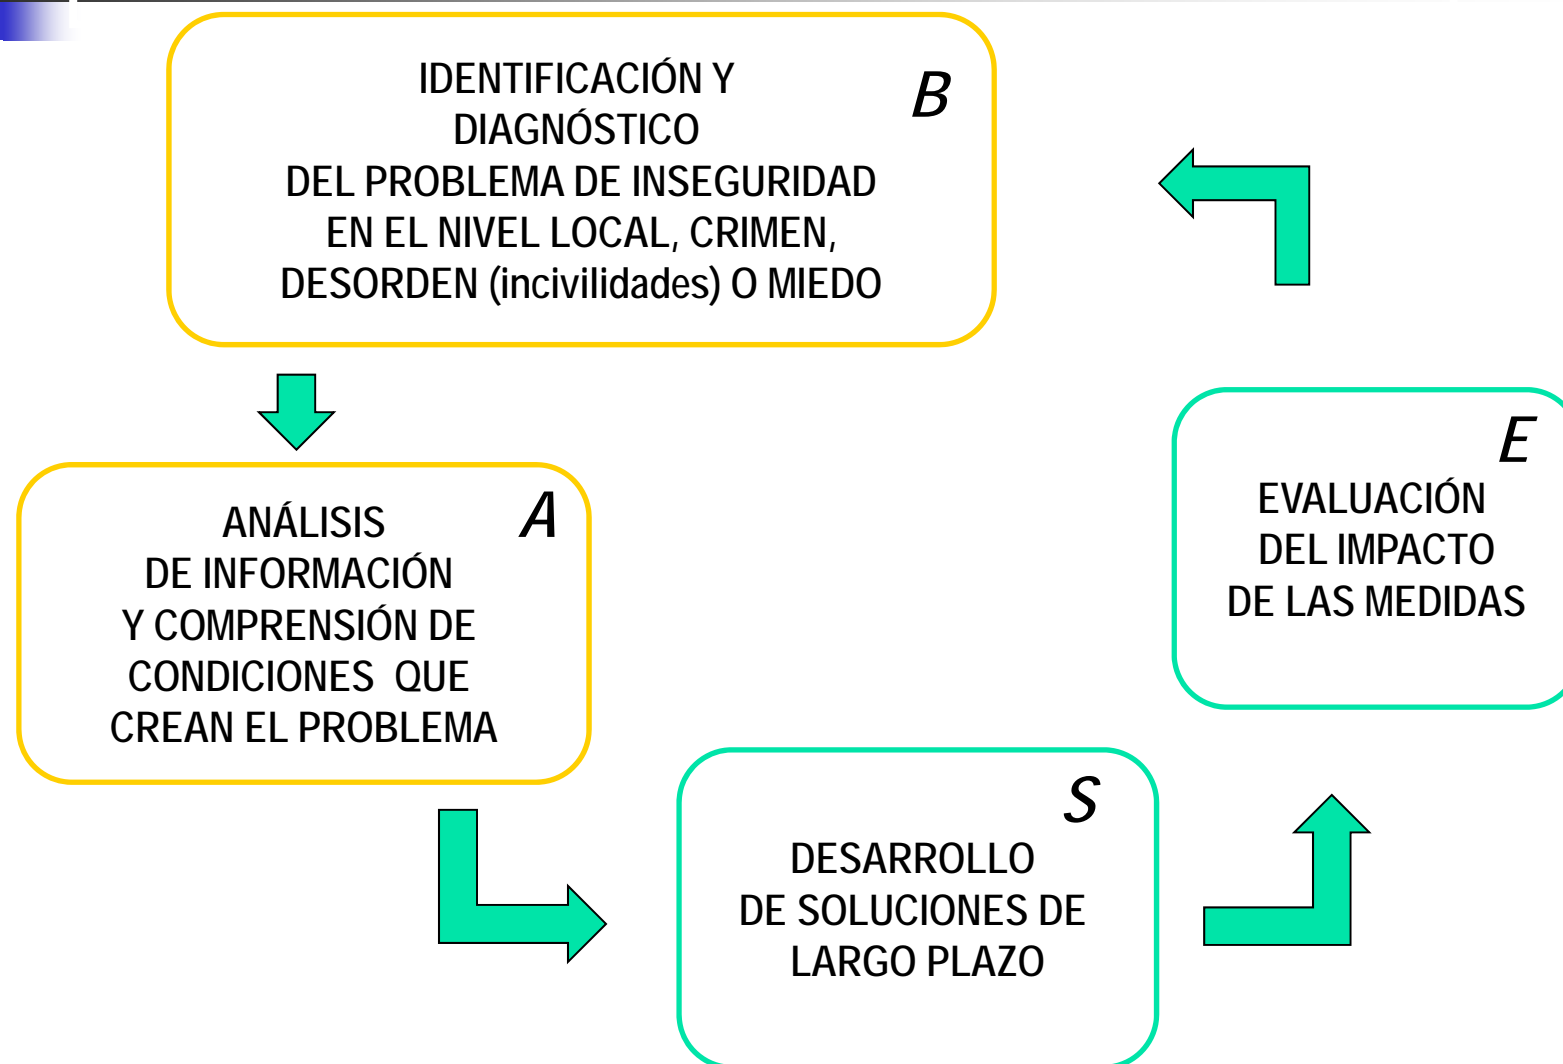 B
IDENTIFICACIÓN Y
DIAGNÓSTICO
DEL PROBLEMA DE INSEGURIDAD
EN EL NIVEL LOCAL, CRIMEN,
DESORDEN (incivilidades) O MIEDO
A
ANÁLISIS
DE INFORMACIÓN
Y COMPRENSIÓN DE
CONDICIONES QUE
CREAN EL PROBLEMA
S
DESARROLLO
DE SOLUCIONES DE
LARGO PLAZO
E
EVALUACIÓN
DEL IMPACTO
DE LAS MEDIDAS